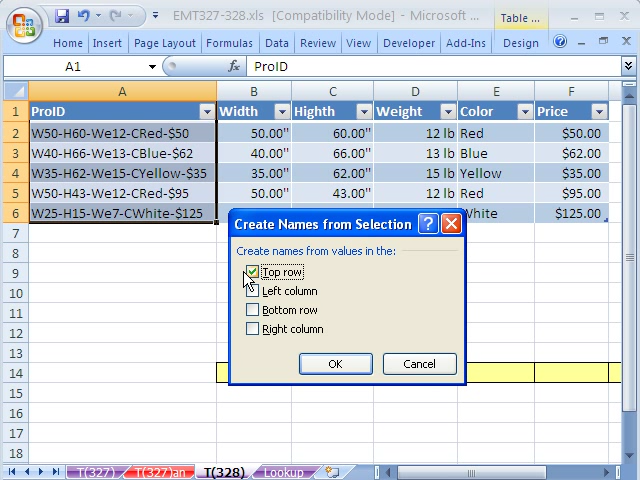 EMT327-328.xls [Compatibility Mode] - Microsoft ...
Table ...
Home Insert Page Layout Formulas Data Review View Developer Add-Ins Design
A1 fx ProID
A B C D E F
1 ProID Width Highth Weight Color Price
2 W50-H60-We12-CRed-$50 50.00" 60.00" 12 lb Red $50.00
3 W40-H66-We13-CBlue-$62 40.00" 66.00" 13 lb Blue $62.00
4 W35-H62-We15-CYellow-$35 35.00" 62.00" 15 lb Yellow $35.00
5 W50-H43-We12-CRed-$95 50.00" 43.00" 12 lb Red $95.00
6 W25-H15-We7-CWhite-$125 White $125.00
7
8
9
10
11
12
13
14
15
16
17
18
Create Names from Selection
Create names from values in the:
Top row
Left column
Bottom row
Right column
OK Cancel
T(327) T(327)an T(328) Lookup